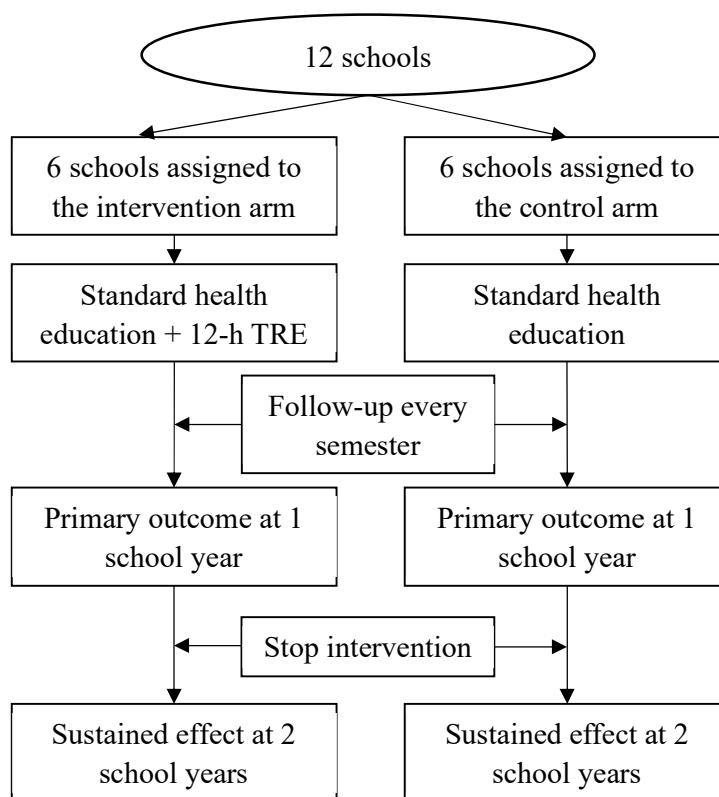 12 schools
6 schools assigned to
the intervention arm
6 schools assigned to
the control arm
Standard health
education + 12-h TRE
Standard health
education
Follow-up every
semester
Primary outcome at 1
school year
Primary outcome at 1
school year
Stop intervention
Sustained effect at 2
school years
Sustained effect at 2
school years